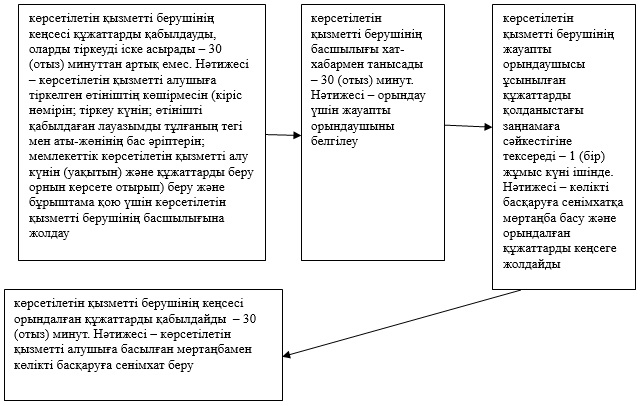 көрсетілетін қызметті берушінің
кеңсесі құжаттарды қабылдауды,
оларды тіркеуді іске асырады – 30
(отыз) минуттан артық емес. Нәтижесі
– көрсетілетін қызметті алушыға
тіркелген өтініштің көшірмесін (кіріс
нөмірін; тіркеу күнін; өтінішті
қабылдаған лауазымды тұлғаның тегі
мен аты-жөнінің бас әріптерін;
мемлекеттік көрсетілетін қызметті алу
күнін (уақытын) және құжаттарды беру
орнын көрсете отырып) беру және
бұрыштама қою үшін көрсетілетін
қызметті берушінің басшылығына
жолдау
көрсетілетін
қызметті берушінің
басшылығы хат-
хабармен танысады
– 30 (отыз) минут.
Нәтижесі – орындау
үшін жауапты
орындаушыны
белгілеу
көрсетілетін
қызметті берушінің
жауапты
орындаушысы
ұсынылған
құжаттарды
қолданыстағы
заңнамаға
сәйкестігіне
тексереді – 1 (бір)
жұмыс күні ішінде.
Нәтижесі – көлікті
басқаруға сенімхатқа
мөртаңба басу және
орындалған
құжаттарды кеңсеге
жолдайды
көрсетілетін қызметті берушінің кеңсесі
орындалған құжаттарды қабылдайды – 30
(отыз) минут. Нәтижесі – көрсетілетін
қызметті алушыға басылған мөртаңбамен
көлікті басқаруға сенімхат беру